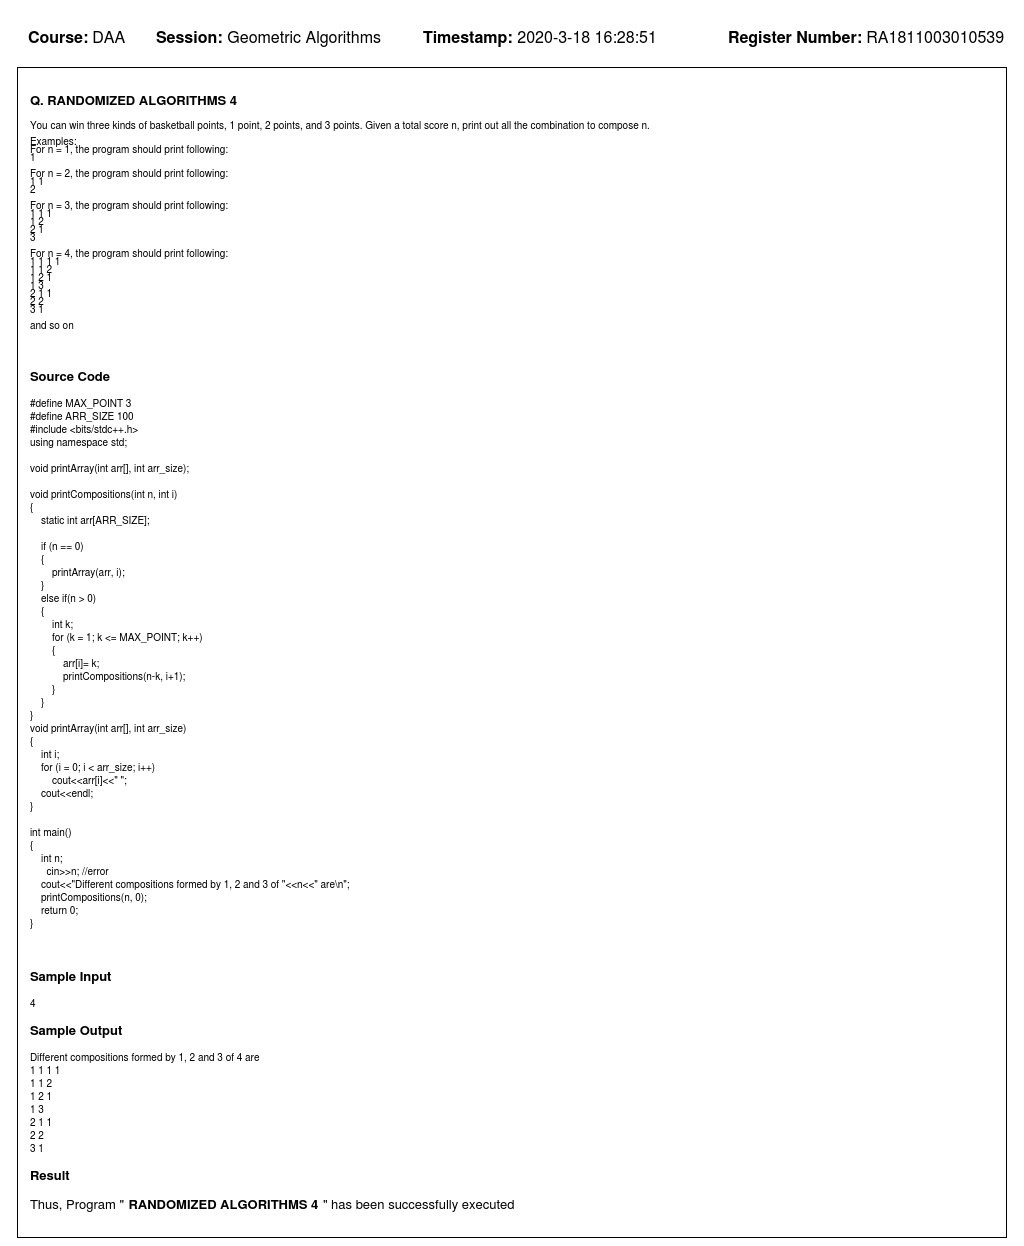 Course: DAA Session: Geometric Algorithms Timestamp: 2020-3-18 16:28:51 Register Number: RA1811003010539
Q. RANDOMIZED ALGORITHMS 4
You can win three kinds of basketball points, 1 point, 2 points, and 3 points. Given a total score n, print out all the combination to compose n.
Examples:
For n = 1, the program should print following:
1
For n = 2, the program should print following:
1 1
2
For n = 3, the program should print following:
1 1 1
1 2
2 1
3
For n = 4, the program should print following:
1 1 1 1
1 1 2
1 2 1
1 3
2 1 1
2 2
3 1
and so on
Source Code
#define MAX_POINT 3
#define ARR_SIZE 100
#include <bits/stdc++.h>
using namespace std;
void printArray(int arr[], int arr_size);
void printCompositions(int n, int i)
{
static int arr[ARR_SIZE];
if (n == 0)
{
printArray(arr, i);
}
else if(n > 0)
{
int k;
for (k = 1; k <= MAX_POINT; k++)
{
arr[i]= k;
printCompositions(n-k, i+1);
}
}
}
void printArray(int arr[], int arr_size)
{
int i;
for (i = 0; i < arr_size; i++)
cout<<arr[i]<<" ";
cout<<endl;
}
int main()
{
int n;
cin>>n; //error
cout<<"Different compositions formed by 1, 2 and 3 of "<<n<<" are\n";
printCompositions(n, 0);
return 0;
}
Sample Input
4
Sample Output
Different compositions formed by 1, 2 and 3 of 4 are
1 1 1 1
1 1 2
1 2 1
1 3
2 1 1
2 2
3 1
Result
Thus, Program " RANDOMIZED ALGORITHMS 4 " has been successfully executed